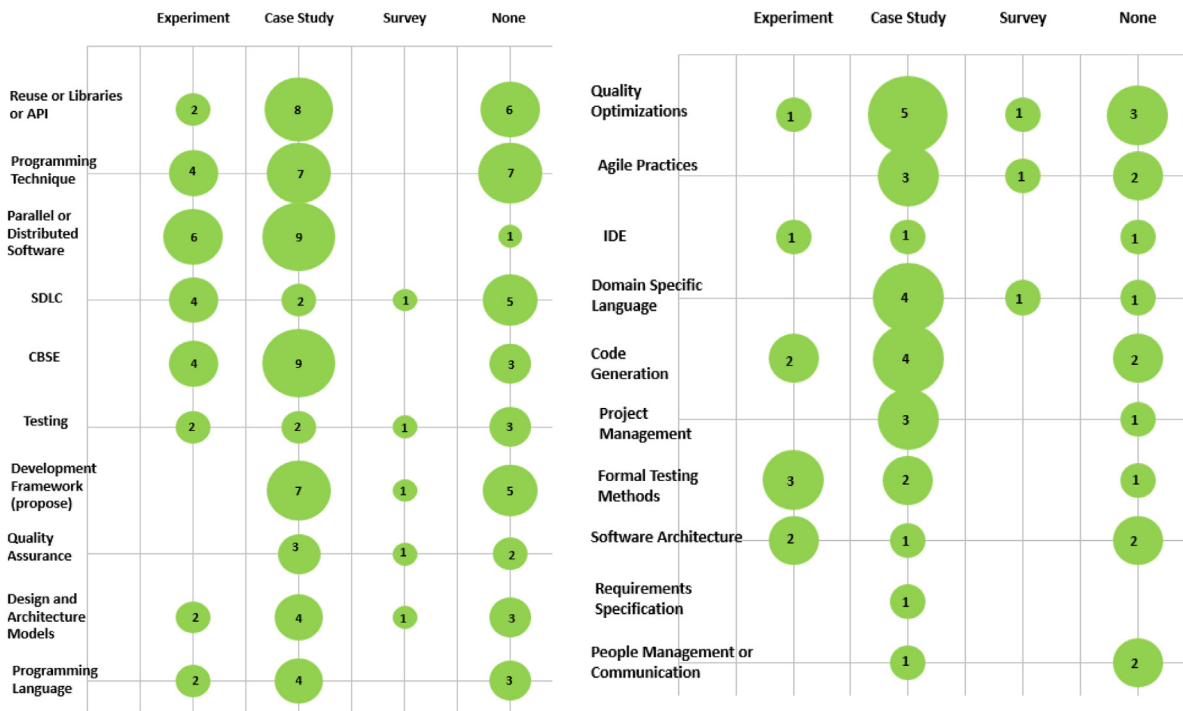 Experiment Case Study Survey None
Reuse or Libraries
or API
2 8 6
Programming
Technique
4 7 7
Parallel or
Distributed
Software
6 9 1
SDLC
4 2 1 5
CBSE
4 9 3
Testing
2 2 1 3
Development
Framework
(propose)
7 1 5
Quality
Assurance
3 1 2
Design and
Architecture
Models
2 4 1 3
Programming
Language
2 4 3
Experiment Case Study Survey None
Quality
Optimizations
1 5 1 3
Agile Practices
3 1 2
IDE
1 1 1
Domain Specific
Language
4 1 1
Code
Generation
2 4 2
Project
Management
3 1
Formal Testing
Methods
3 2 1
Software Architecture
2 1 2
Requirements
Specification
1
People Management or
Communication
1 2